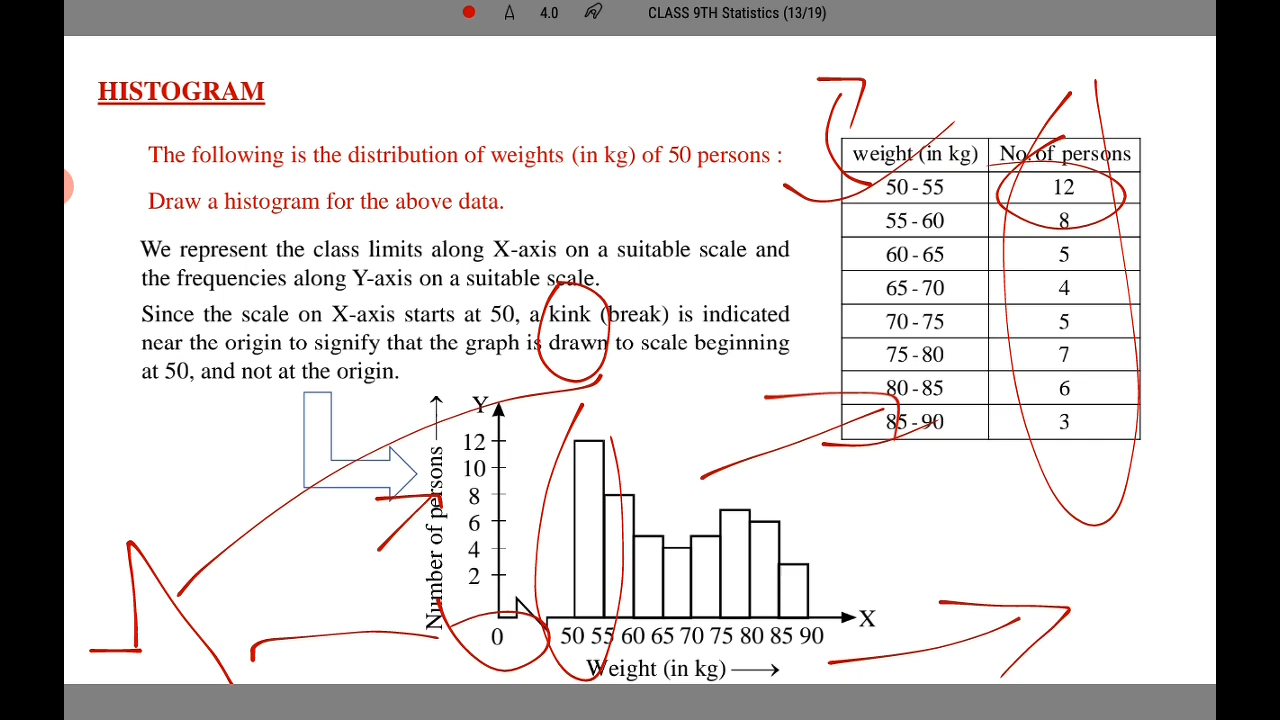 4.0 CLASS 9TH Statistics (13/19)
HISTOGRAM
The following is the distribution of weights (in kg) of 50 persons :
Draw a histogram for the above data.
We represent the class limits along X-axis on a suitable scale and
the frequencies along Y-axis on a suitable scale.
Since the scale on X-axis starts at 50, a kink (break) is indicated
near the origin to signify that the graph is drawn to scale beginning
at 50, and not at the origin.
weight (in kg) No. of persons
50 - 55 12
55 - 60 8
60 - 65 5
65 - 70 4
70 - 75 5
75 - 80 7
80 - 85 6
85 - 90 3
Y
Number of persons
12
10
8
6
4
2
0 50 55 60 65 70 75 80 85 90
X
Weight (in kg)